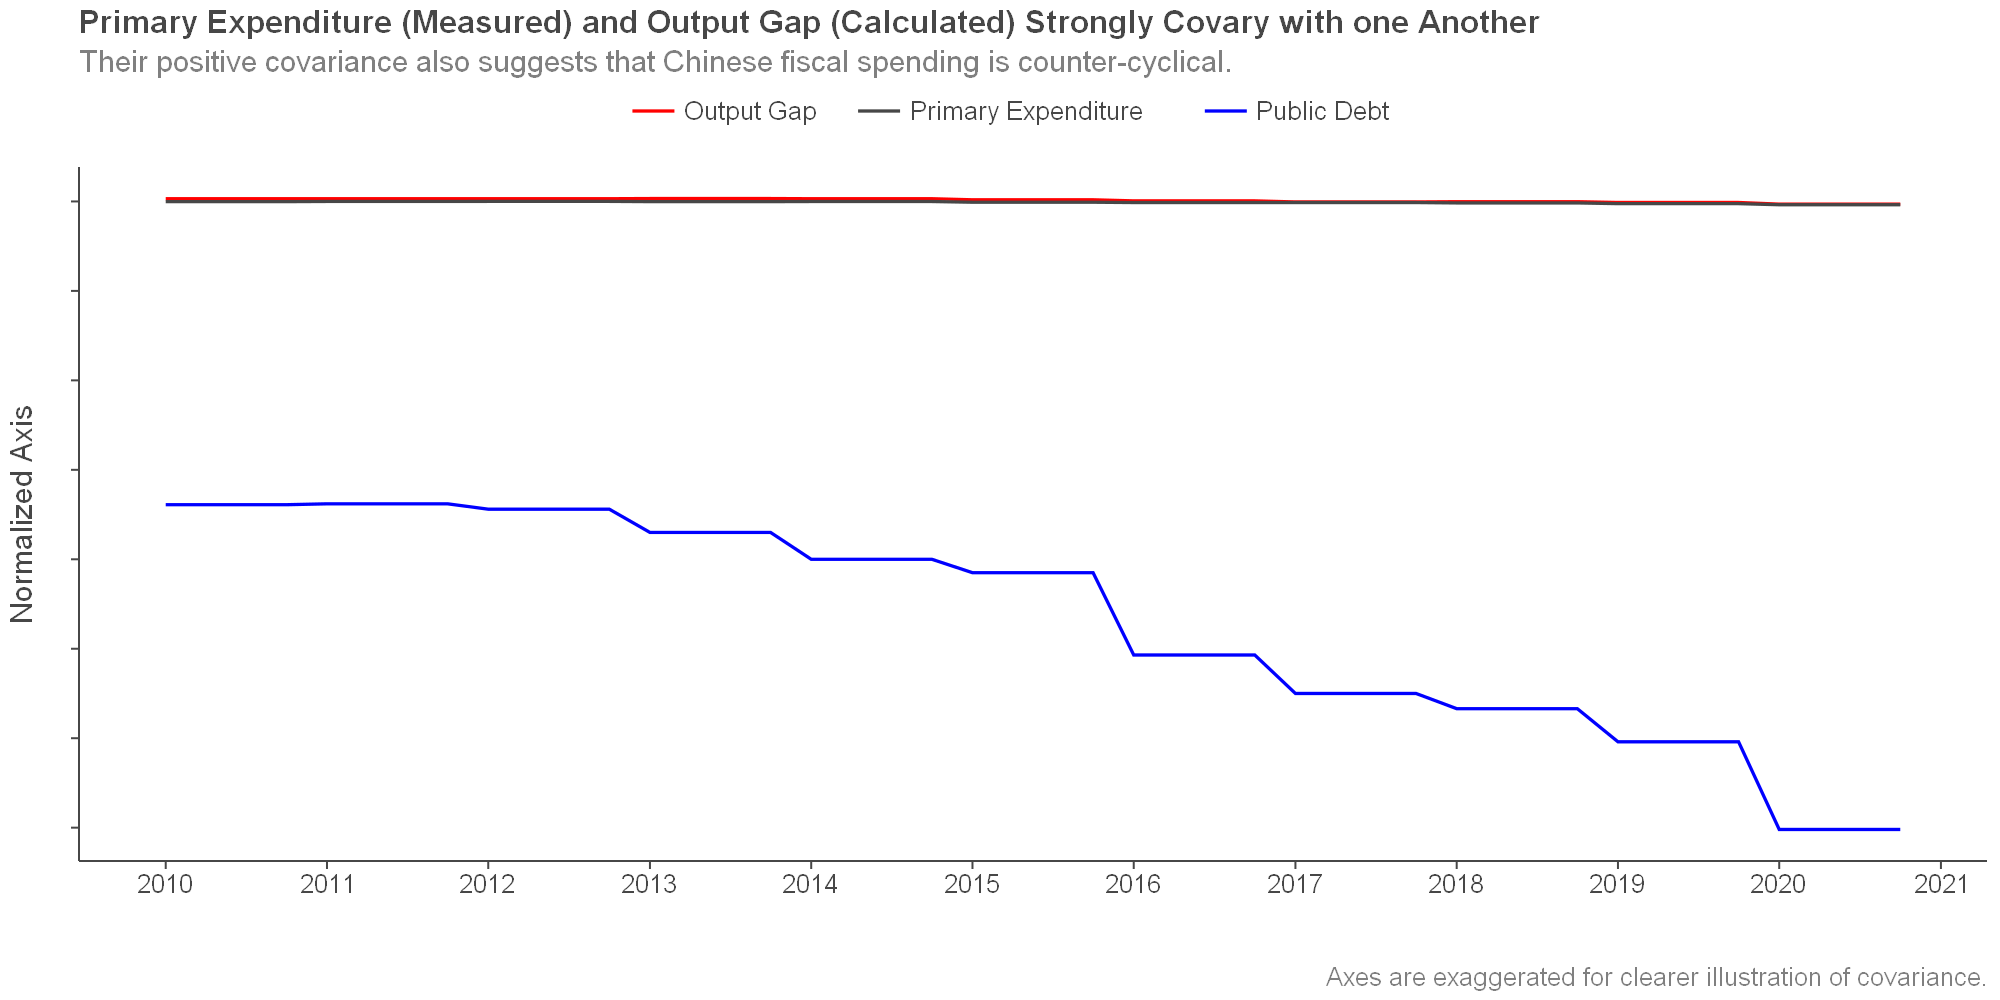 Primary Expenditure (Measured) and Output Gap (Calculated) Strongly Covary with one Another
Their positive covariance also suggests that Chinese fiscal spending is counter-cyclical.
Output Gap Primary Expenditure Public Debt
Normalized Axis
2010 2011 2012 2013 2014 2015 2016 2017 2018 2019 2020 2021
Axes are exaggerated for clearer illustration of covariance.